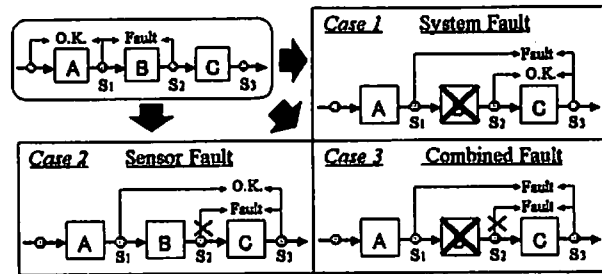 O.K. Fault
A B C
S1 S2 S3
Case 1 System Fault
Fault
O.K.
A B C
S1 S2 S3
Case 2 Sensor Fault
O.K.
Fault
A B C
S1 S2 S3
Case 3 Combined Fault
Fault
Fault
A B C
S1 S2 S3